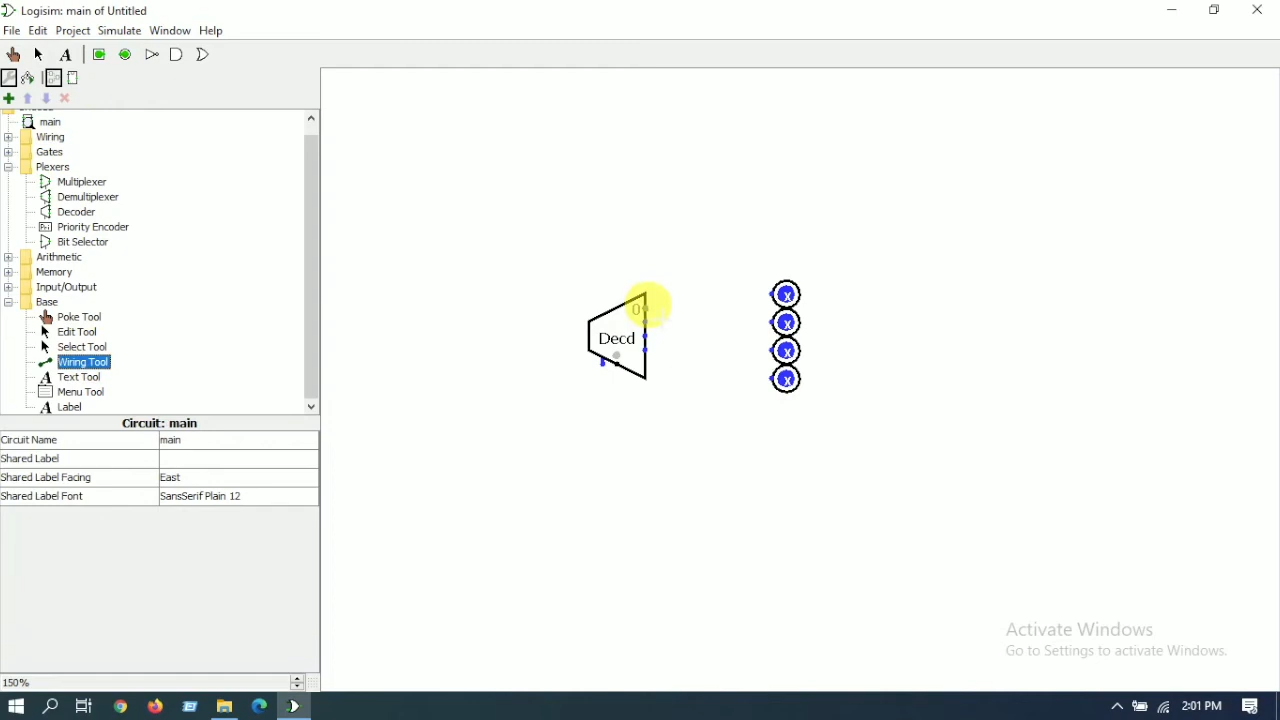 Logisim: main of Untitled
File Edit Project Simulate Window Help
A
main
Wiring
Gates
Plexers
Multiplexer
Demultiplexer
Decoder
Pri Priority Encoder
Bit Selector
Arithmetic
Memory
Input/Output
Base
Poke Tool
Edit Tool
Select Tool
Wiring Tool
A Text Tool
Menu Tool
A Label
Circuit: main
Circuit Name main
Shared Label
Shared Label Facing East
Shared Label Font SansSerif Plain 12
150%
0
Decd
x
x
x
x
Activate Windows
Go to Settings to activate Windows.
2:01 PM